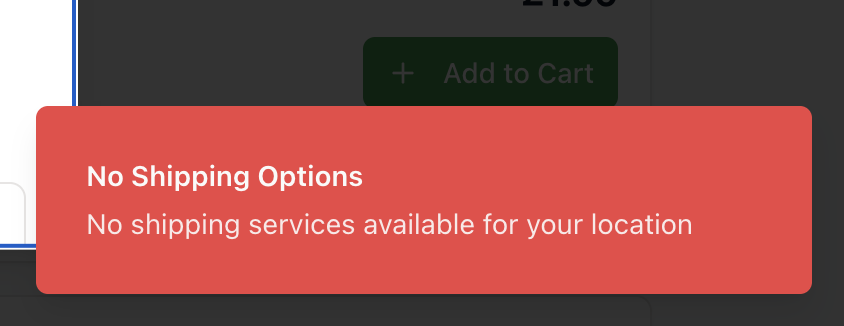 Add to Cart
No Shipping Options
No shipping services available for your location